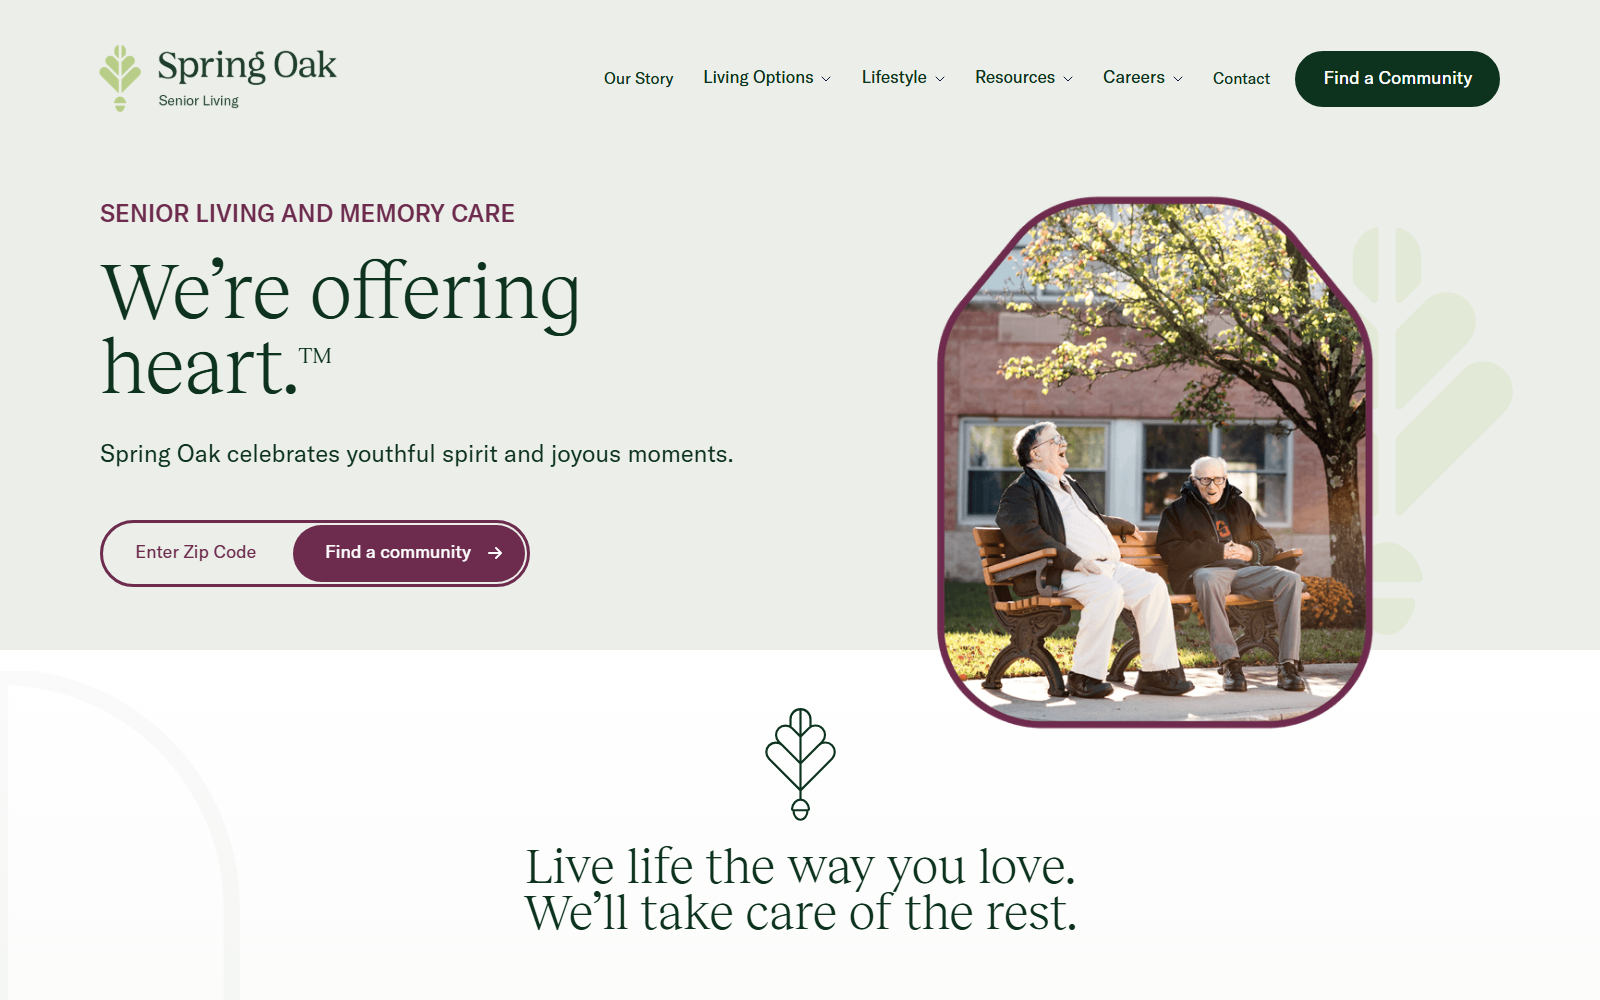 Spring Oak
Senior Living
Our Story
Living Options
Lifestyle
Resources
Careers
Contact
Find a Community
SENIOR LIVING AND MEMORY CARE
We’re offering
heart.™
Spring Oak celebrates youthful spirit and joyous moments.
Enter Zip Code
Find a community
Live life the way you love.
We’ll take care of the rest.